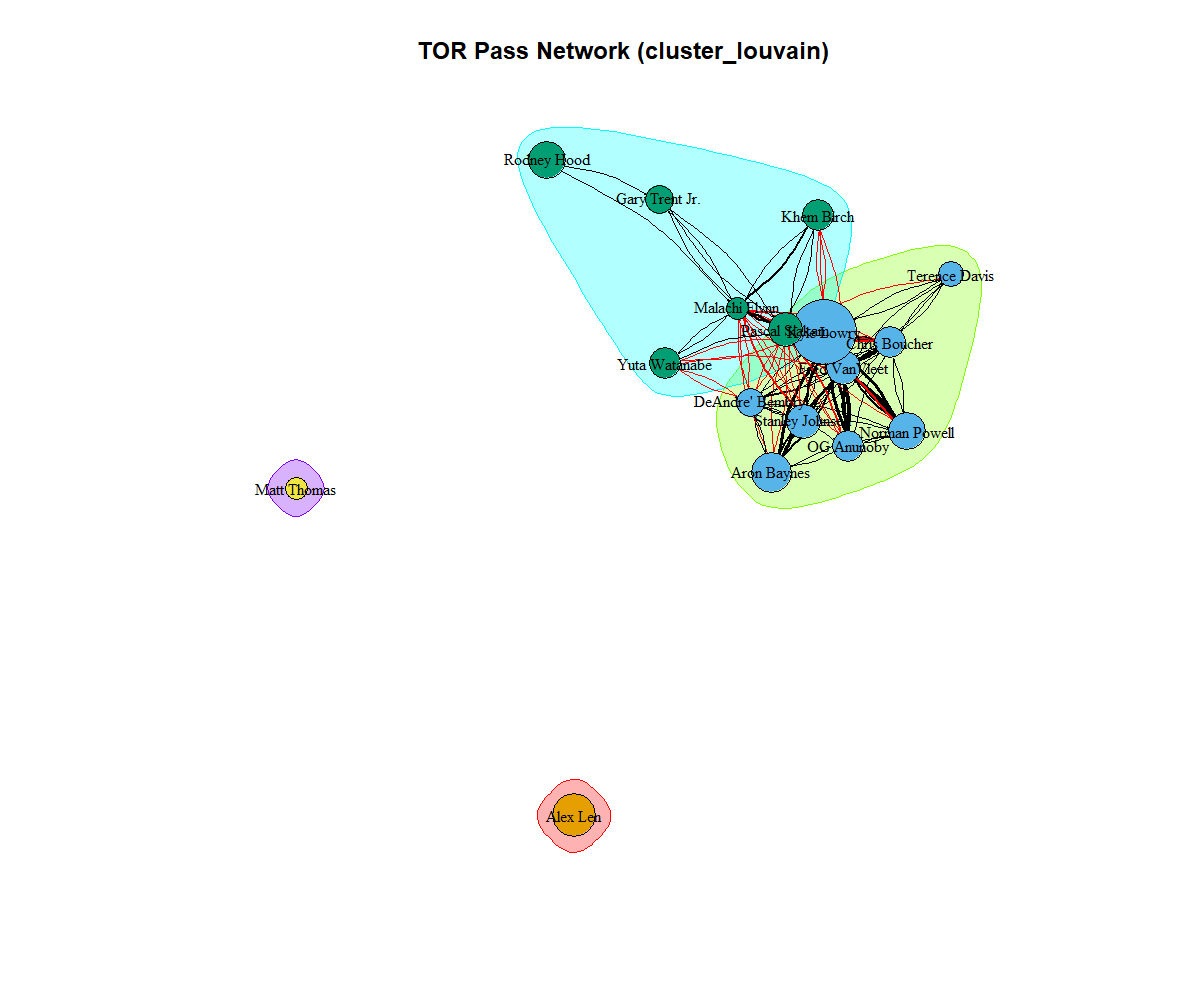 TOR Pass Network (cluster_louvain)
Rodney Hood
Gary Trent Jr.
Khem Birch
Terence Davis
Malachi Flynn
Pascal Siakam
Kyle Lowry
Chris Boucher
Yuta Watanabe
Fred VanVleet
DeAndre' Bembry
Stanley Johnson
Norman Powell
OG Anunoby
Aron Baynes
Matt Thomas
Alex Len